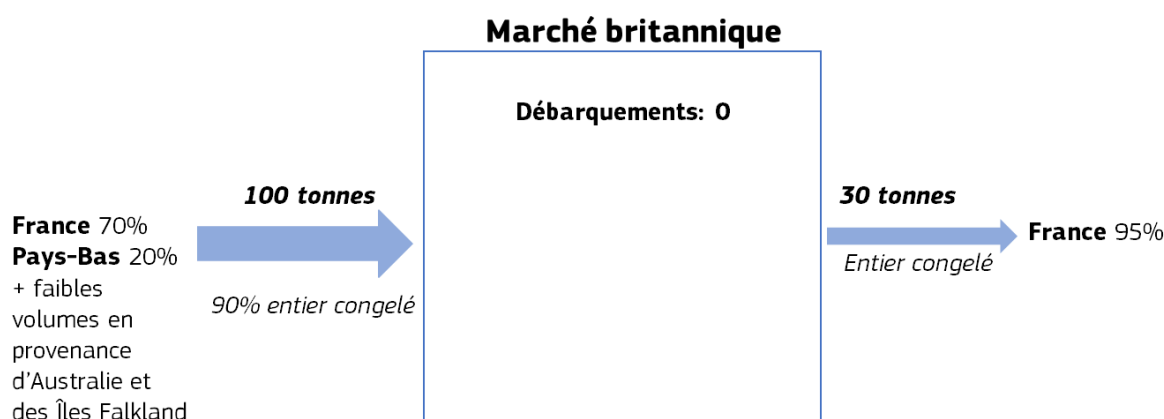 Marché britannique
Débarquements: 0
100 tonnes
France 70%
Pays-Bas 20%
+ faibles
volumes en
provenance
d'Australie et
des Îles Falkland
90% entier congelé
30 tonnes
Entier congelé
France 95%